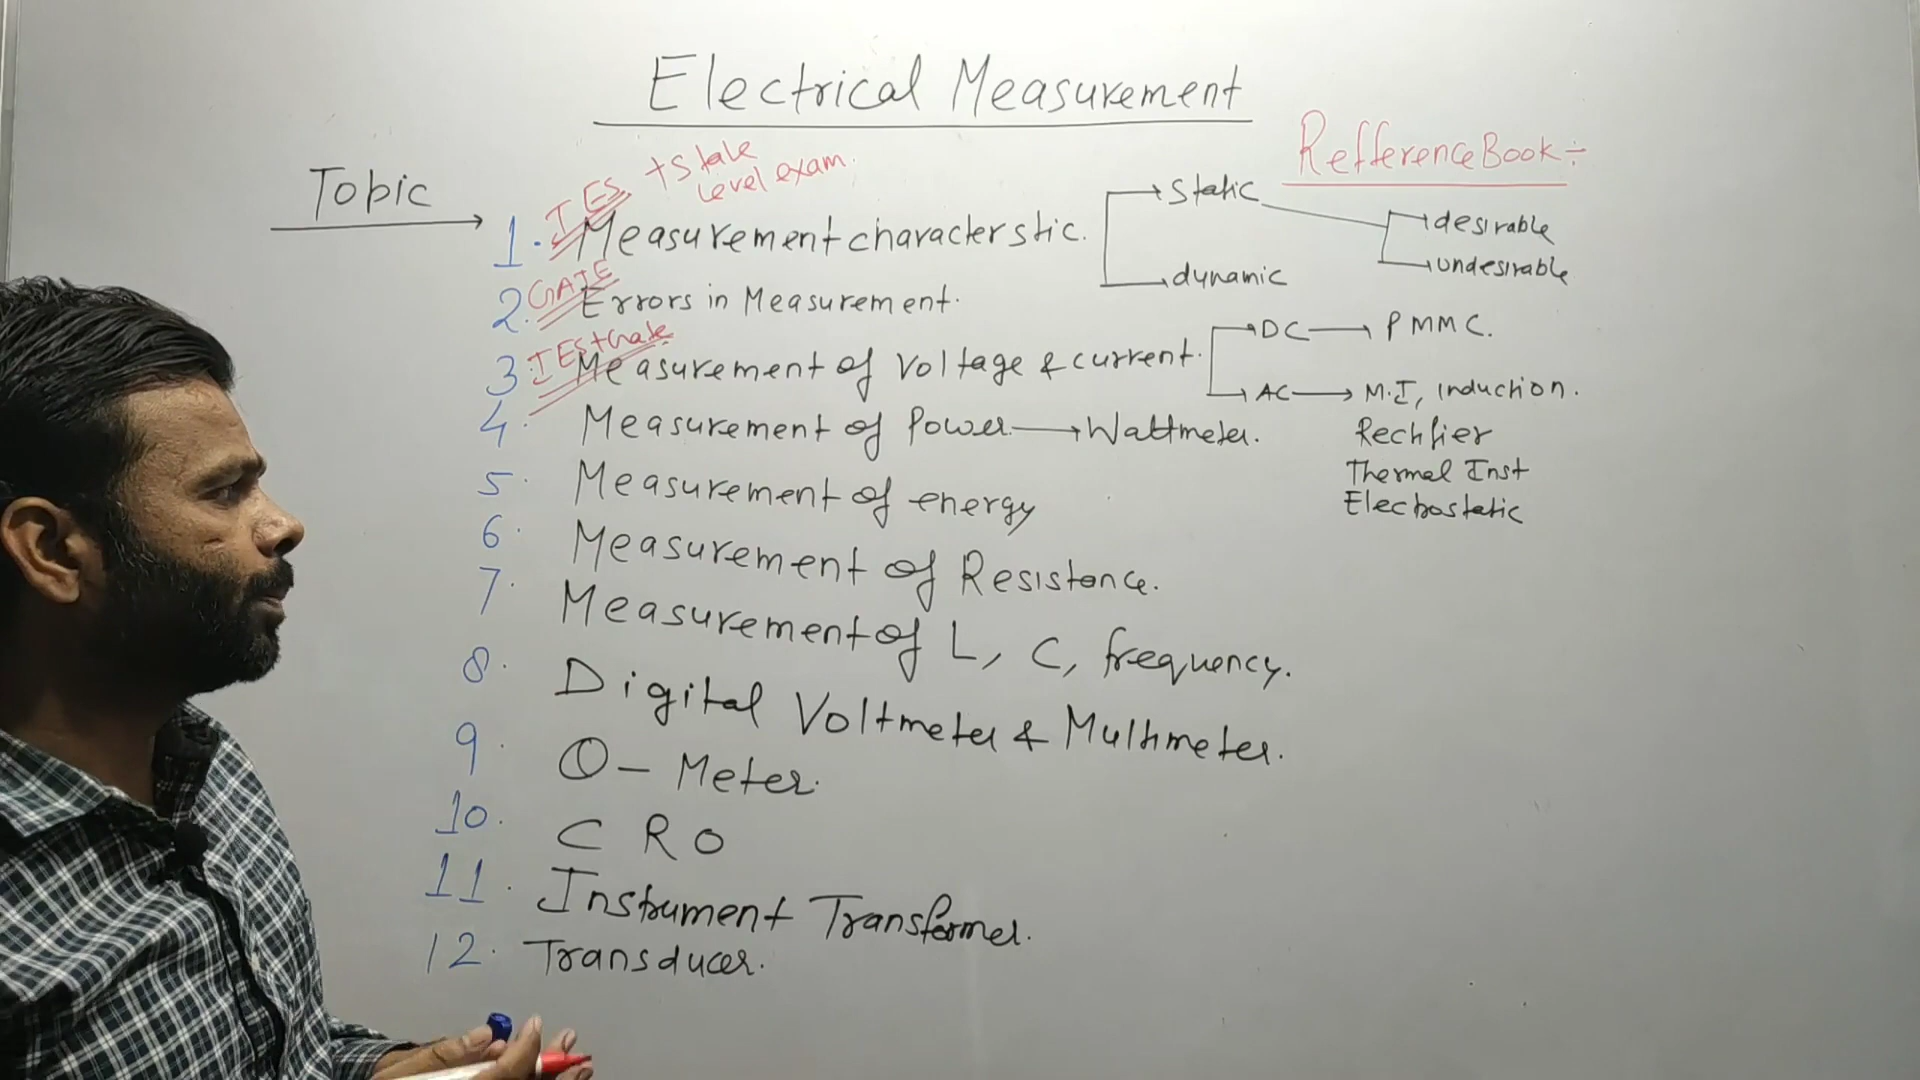 Electrical Measurement
Refference Book ÷
Topic
IES + State level exam.
1. Measurement characterstic.
static
desirable
undesirable
dynamic
GATE
2. Errors in Measurement.
IES + Gate
3. Measurement of voltage & current.
DC → PMMC.
AC → M.I, induction.
Rectifier
Thermal Inst
Electrostatic
4. Measurement of Power → Wattmeter.
5. Measurement of energy
6. Measurement of Resistance.
7. Measurement of L, C, frequency.
8. Digital Voltmeter & Multimeter.
9. Q - Meter.
10. C R O
11. Instrument Transformer.
12. Transducer.